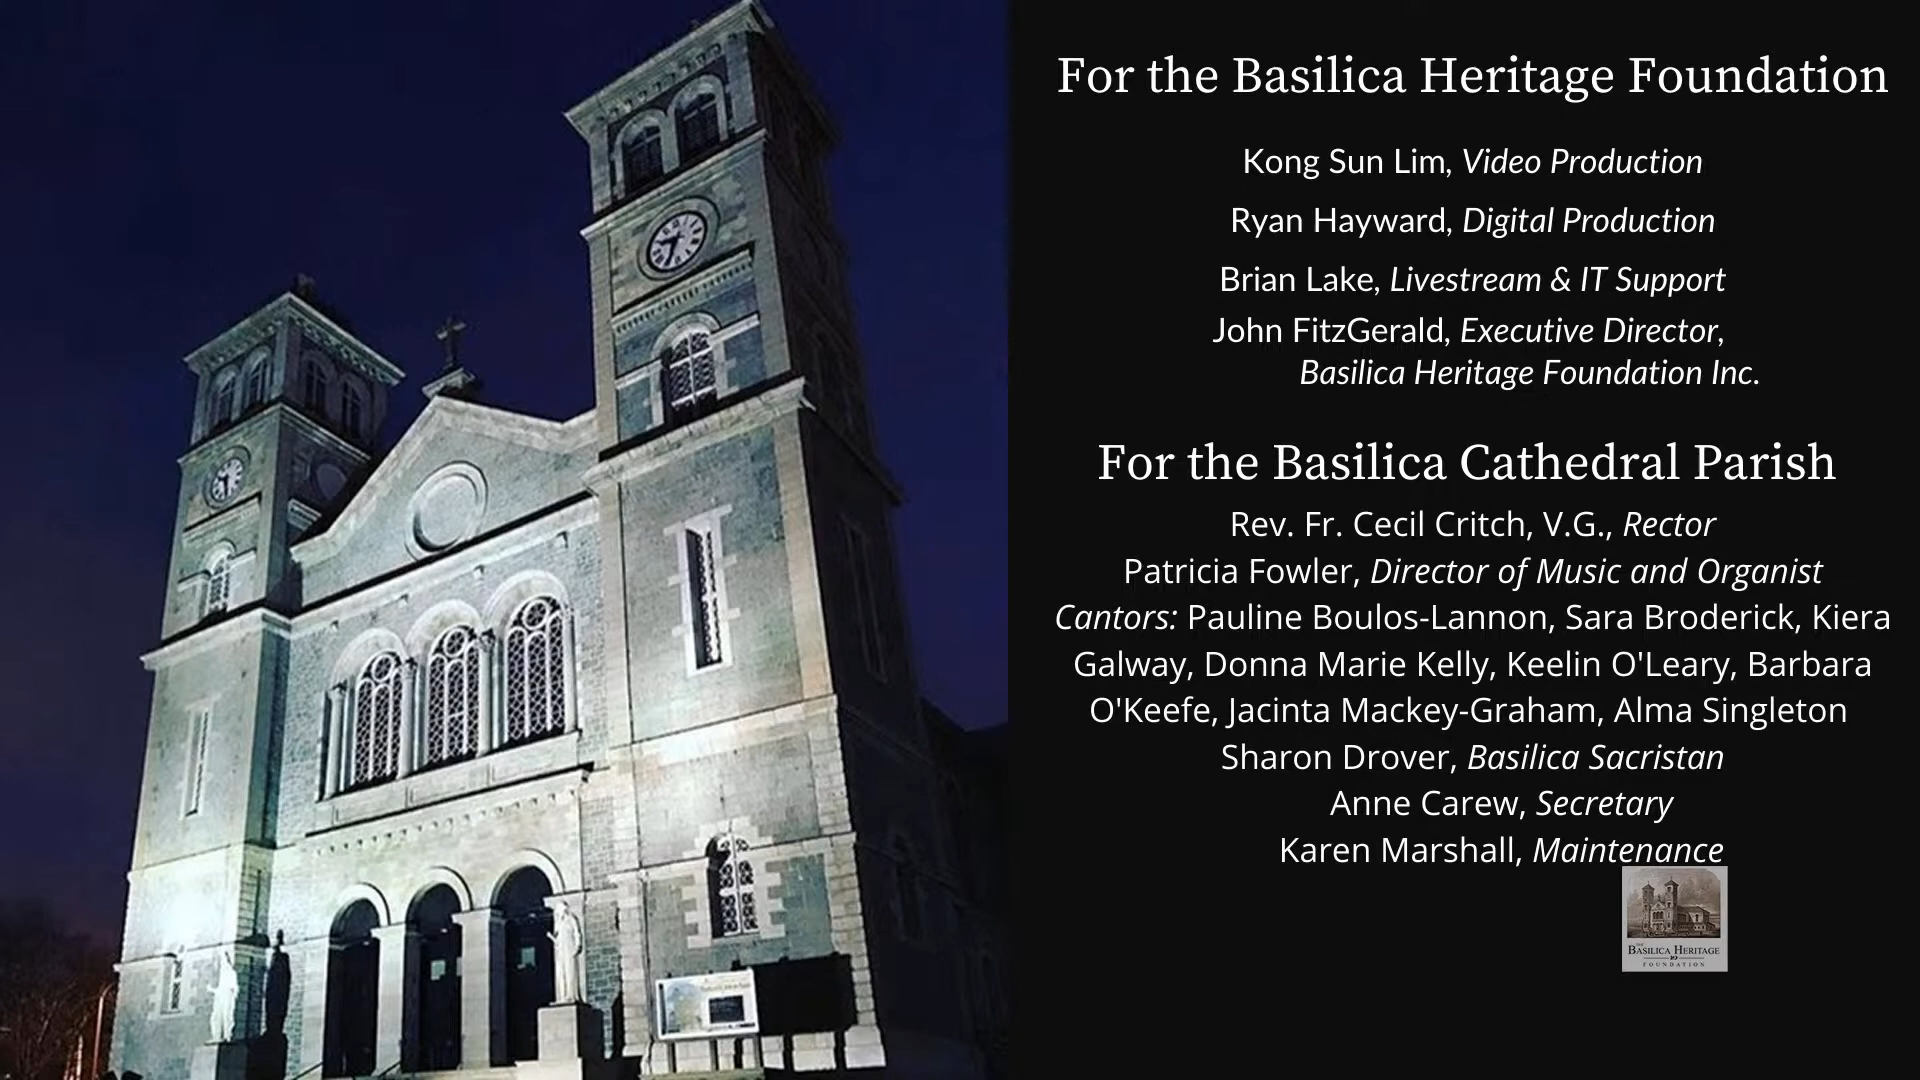 For the Basilica Heritage Foundation
Kong Sun Lim, Video Production
Ryan Hayward, Digital Production
Brian Lake, Livestream & IT Support
John FitzGerald, Executive Director,
Basilica Heritage Foundation Inc.
For the Basilica Cathedral Parish
Rev. Fr. Cecil Critch, V.G., Rector
Patricia Fowler, Director of Music and Organist
Cantors: Pauline Boulos-Lannon, Sara Broderick, Kiera
Galway, Donna Marie Kelly, Keelin O'Leary, Barbara
O'Keefe, Jacinta Mackey-Graham, Alma Singleton
Sharon Drover, Basilica Sacristan
Anne Carew, Secretary
Karen Marshall, Maintenance
THE
BASILICA HERITAGE
FOUNDATION